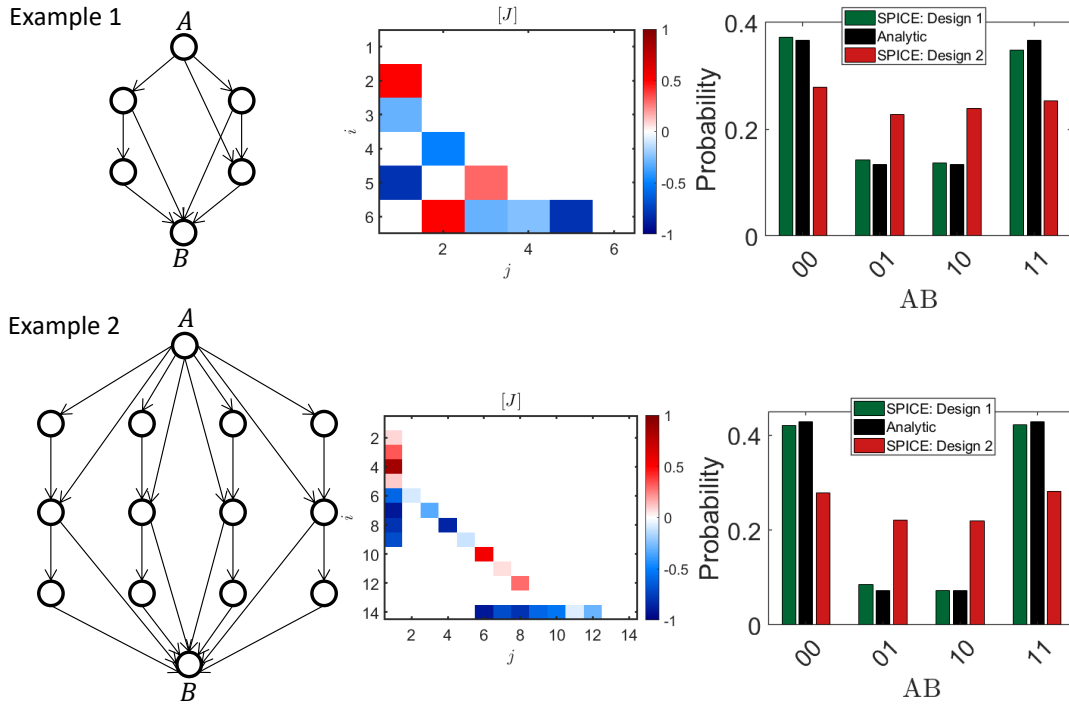 Example 1
A
B
[J]
1
2
3
4
5
6
i
2 4 6
j
1
0.5
0
-0.5
-1
SPICE: Design 1
Analytic
SPICE: Design 2
Probability
0.4
0.2
0
00 01 10 11
AB
Example 2
A
B
[J]
2
4
6
8
10
12
14
i
2 4 6 8 10 12 14
j
1
0.5
0
-0.5
-1
SPICE: Design 1
Analytic
SPICE: Design 2
Probability
0.4
0.2
0
00 01 10 11
AB